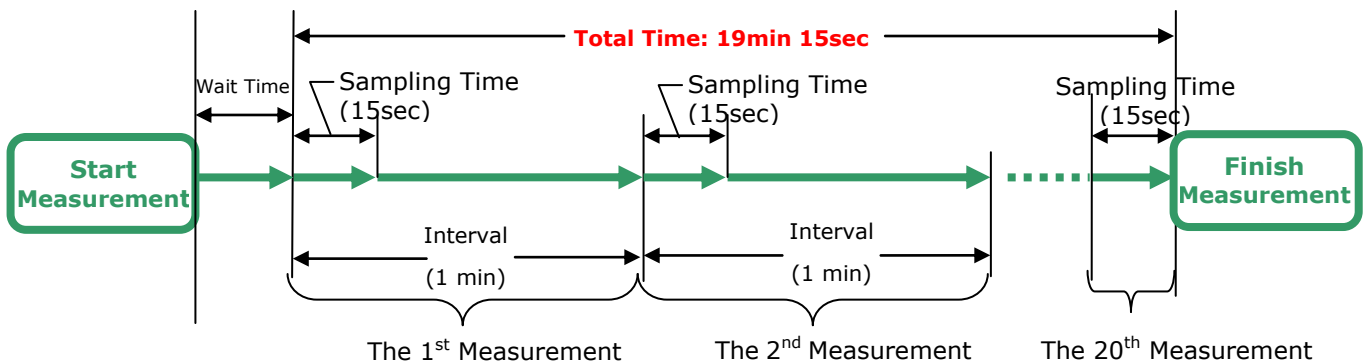 Total Time: 19min 15sec
Wait Time
Sampling Time
(15sec)
Sampling Time
(15sec)
Sampling Time
(15sec)
Start
Measurement
Finish
Measurement
Interval
(1 min)
Interval
(1 min)
The 1st Measurement
The 2nd Measurement
The 20th Measurement